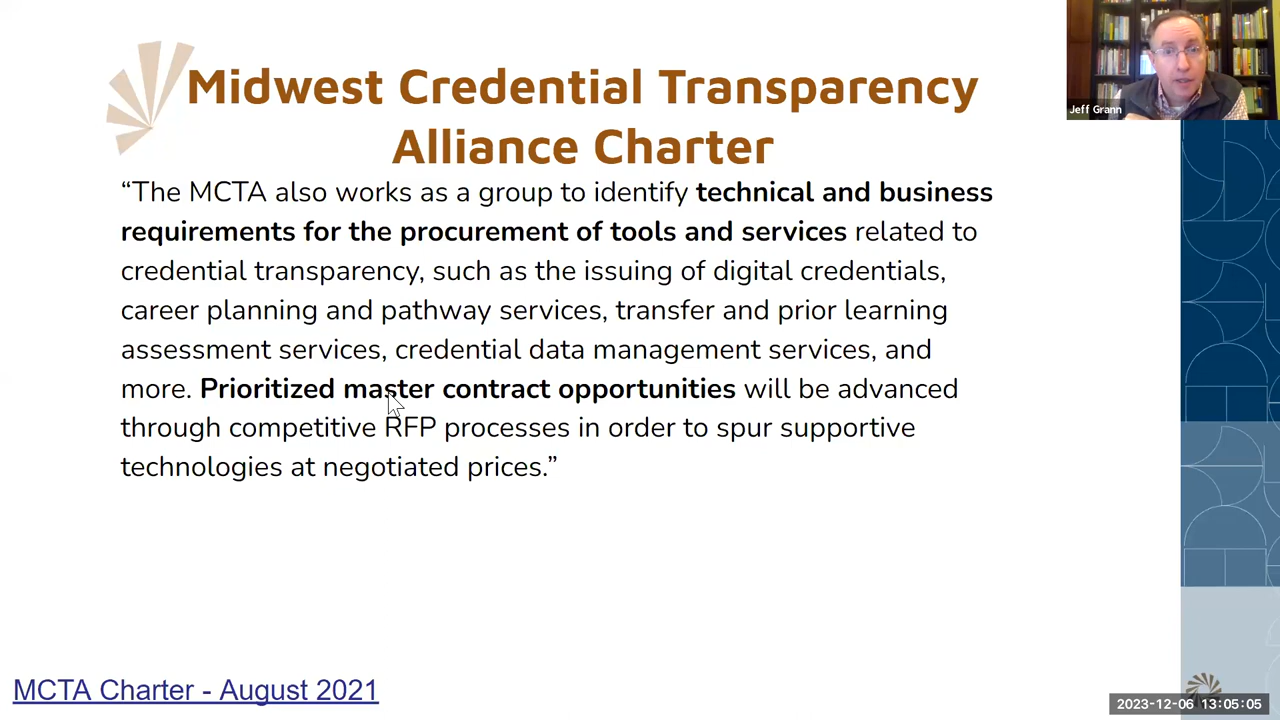 Midwest Credential Transparency
Alliance Charter
“The MCTA also works as a group to identify technical and business
requirements for the procurement of tools and services related to
credential transparency, such as the issuing of digital credentials,
career planning and pathway services, transfer and prior learning
assessment services, credential data management services, and
more. Prioritized master contract opportunities will be advanced
through competitive RFP processes in order to spur supportive
technologies at negotiated prices.”
MCTA Charter - August 2021
Jeff Grann
2023-12-06 13:05:05